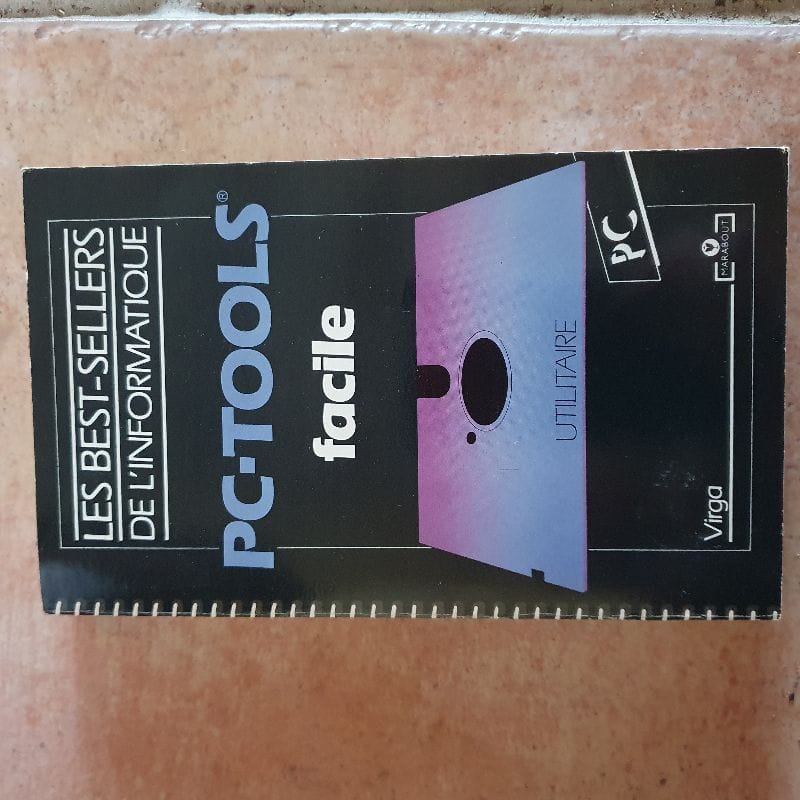 LES BEST-SELLERS
DE L'INFORMATIQUE
PC-TOOLS®
facile
UTILITAIRE
PC
Virga
MARABOUT